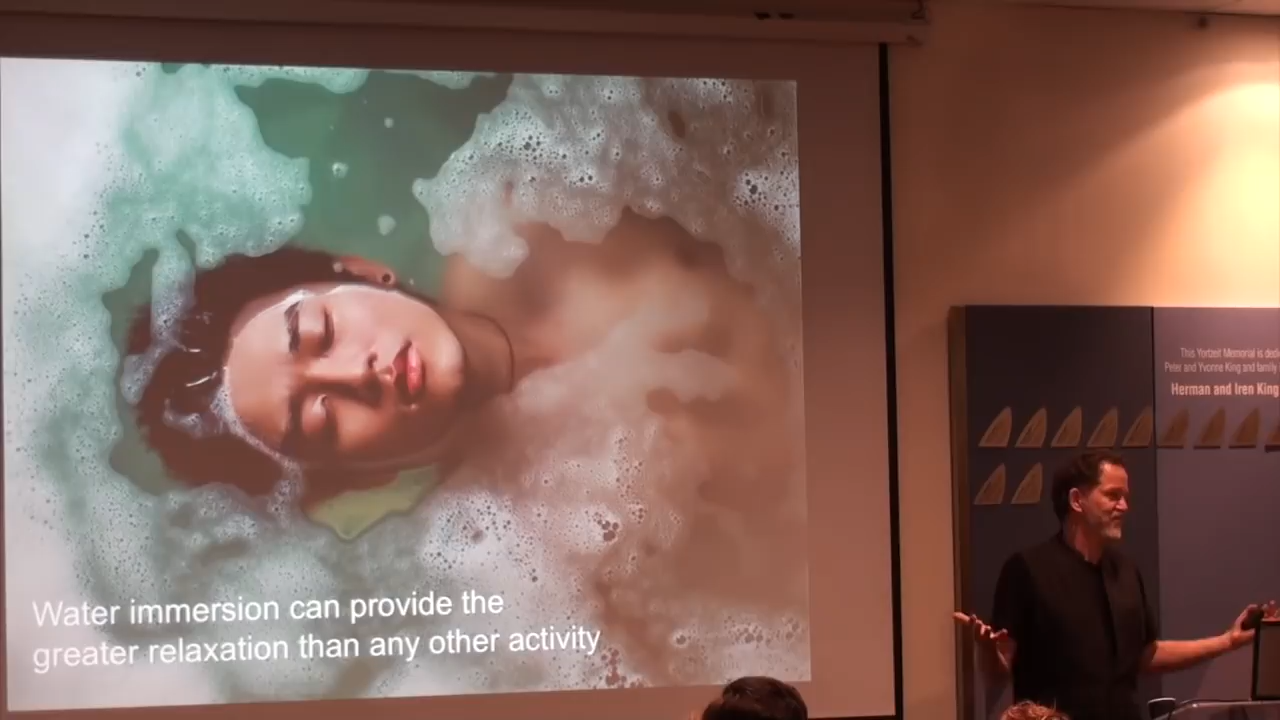 Water immersion can provide the
greater relaxation than any other activity
This Yortzeit Memorial is
Peter and Yvonne King and family
Herman and Iren King